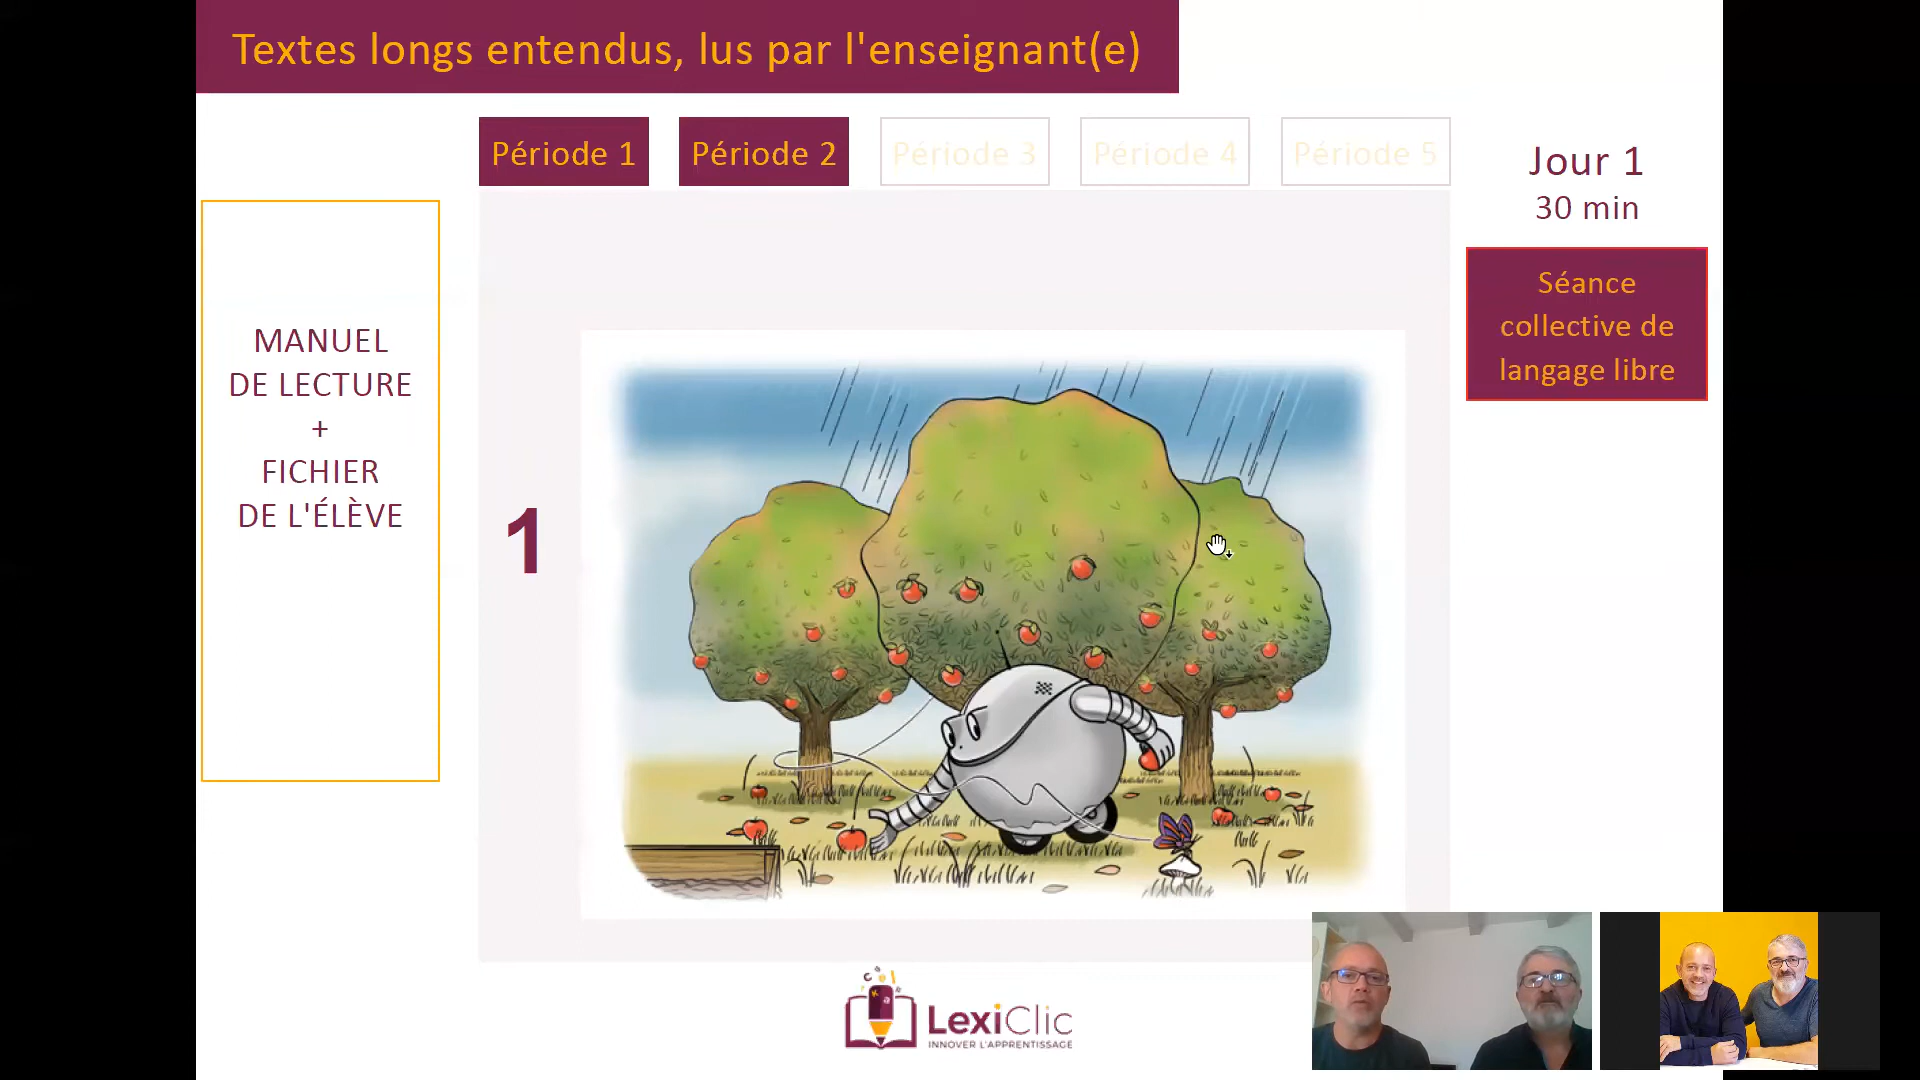 Textes longs entendus, lus par l'enseignant(e)
Période 1
Période 2
Période 3
Période 4
Période 5
Jour 1
30 min
MANUEL
DE LECTURE
+
FICHIER
DE L'ÉLÈVE
Séance
collective de
langage libre
1
LexiClic
INNOVER L'APPRENTISSAGE